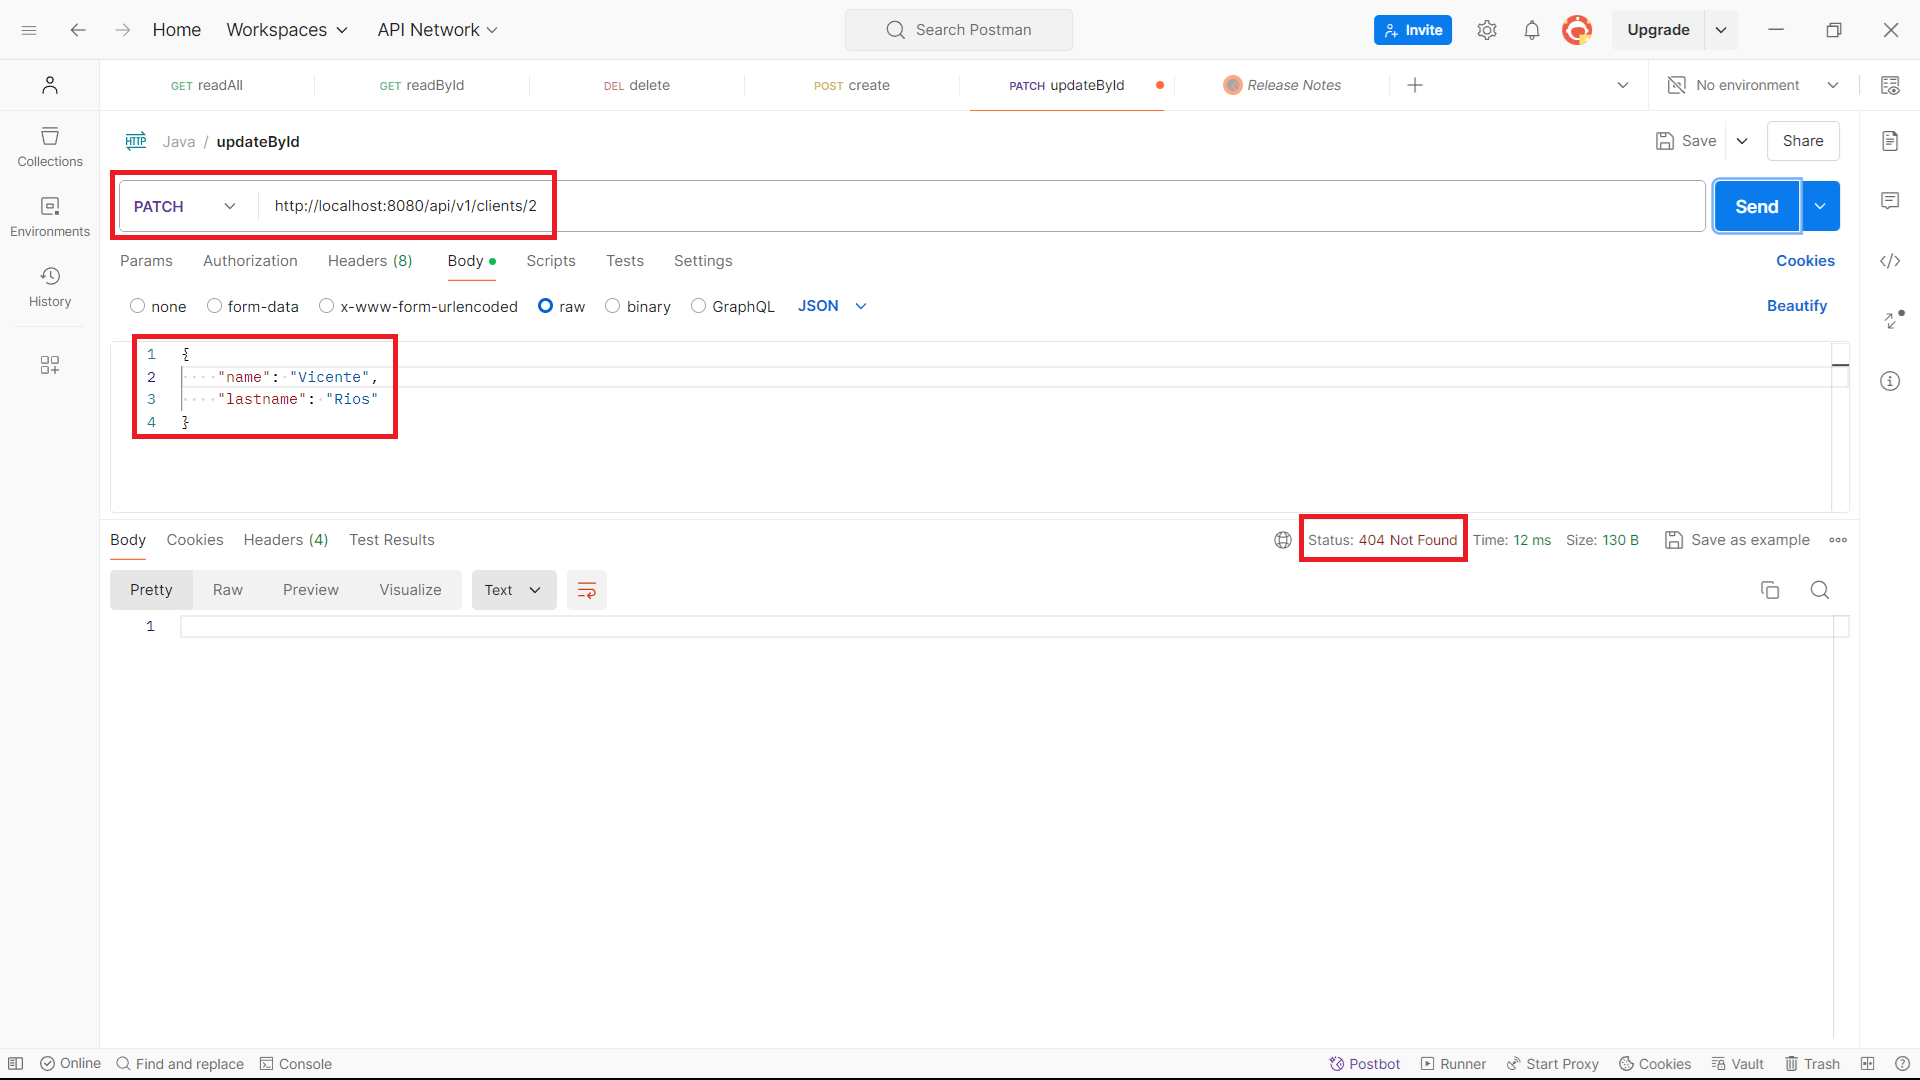 Home Workspaces API Network Search Postman Invite Upgrade
GET readAll GET readById DEL delete POST create PATCH updateById Release Notes No environment
HTTP Java / updateById Save Share
Collections
PATCH http://localhost:8080/api/v1/clients/2 Send
Environments
Params Authorization Headers (8) Body Scripts Tests Settings Cookies
History
none form-data x-www-form-urlencoded raw binary GraphQL JSON Beautify
1 {
2 "name": "Vicente",
3 "lastname": "Rios"
4 }
Body Cookies Headers (4) Test Results Status: 404 Not Found Time: 12 ms Size: 130 B Save as example
Pretty Raw Preview Visualize Text
1
Online Find and replace Console Postbot Runner Start Proxy Cookies Vault Trash